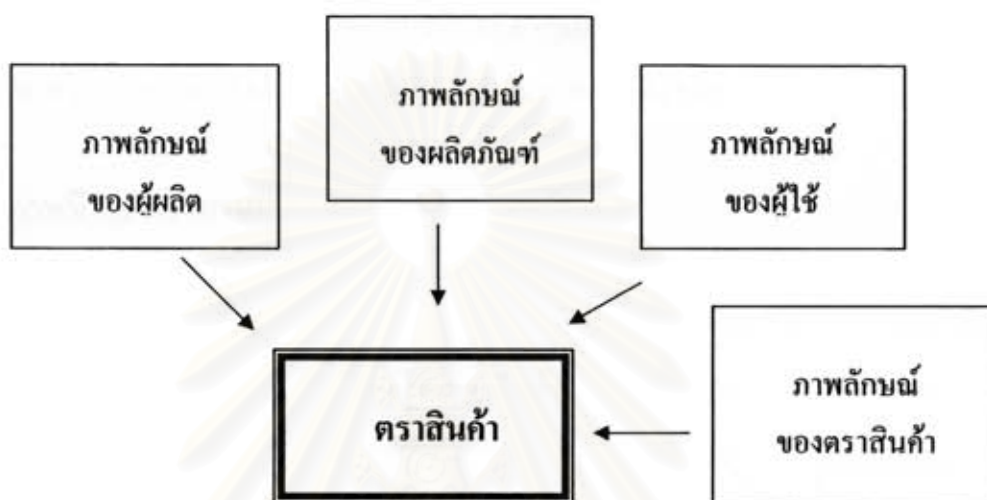 ภาพลักษณ์
ของผู้ผลิต
ภาพลักษณ์
ของผลิตภัณฑ์
ภาพลักษณ์
ของผู้ใช้
ตราสินค้า
ภาพลักษณ์
ของตราสินค้า